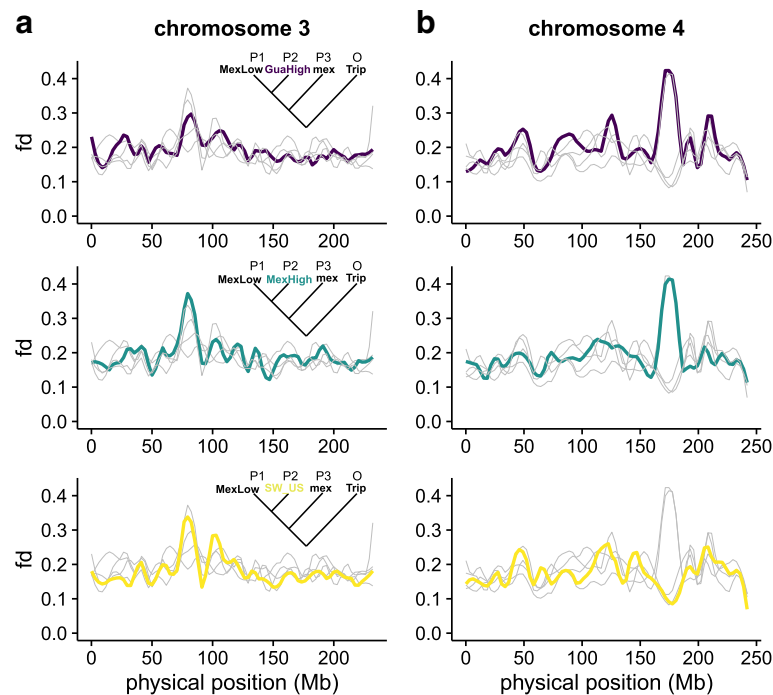 a
b
chromosome 3
chromosome 4
P1 P2 P3 O
MexLow GuaHigh mex Trip
fd
0.4
0.3
0.2
0.1
0.0
0 50 100 150 200
0.4
0.3
0.2
0.1
0.0
0 50 100 150 200 250
P1 P2 P3 O
MexLow MexHigh mex Trip
fd
0.4
0.3
0.2
0.1
0.0
0 50 100 150 200
0.4
0.3
0.2
0.1
0.0
0 50 100 150 200 250
P1 P2 P3 O
MexLow SW US mex Trip
fd
0.4
0.3
0.2
0.1
0.0
0 50 100 150 200
physical position (Mb)
0.4
0.3
0.2
0.1
0.0
0 50 100 150 200 250
physical position (Mb)